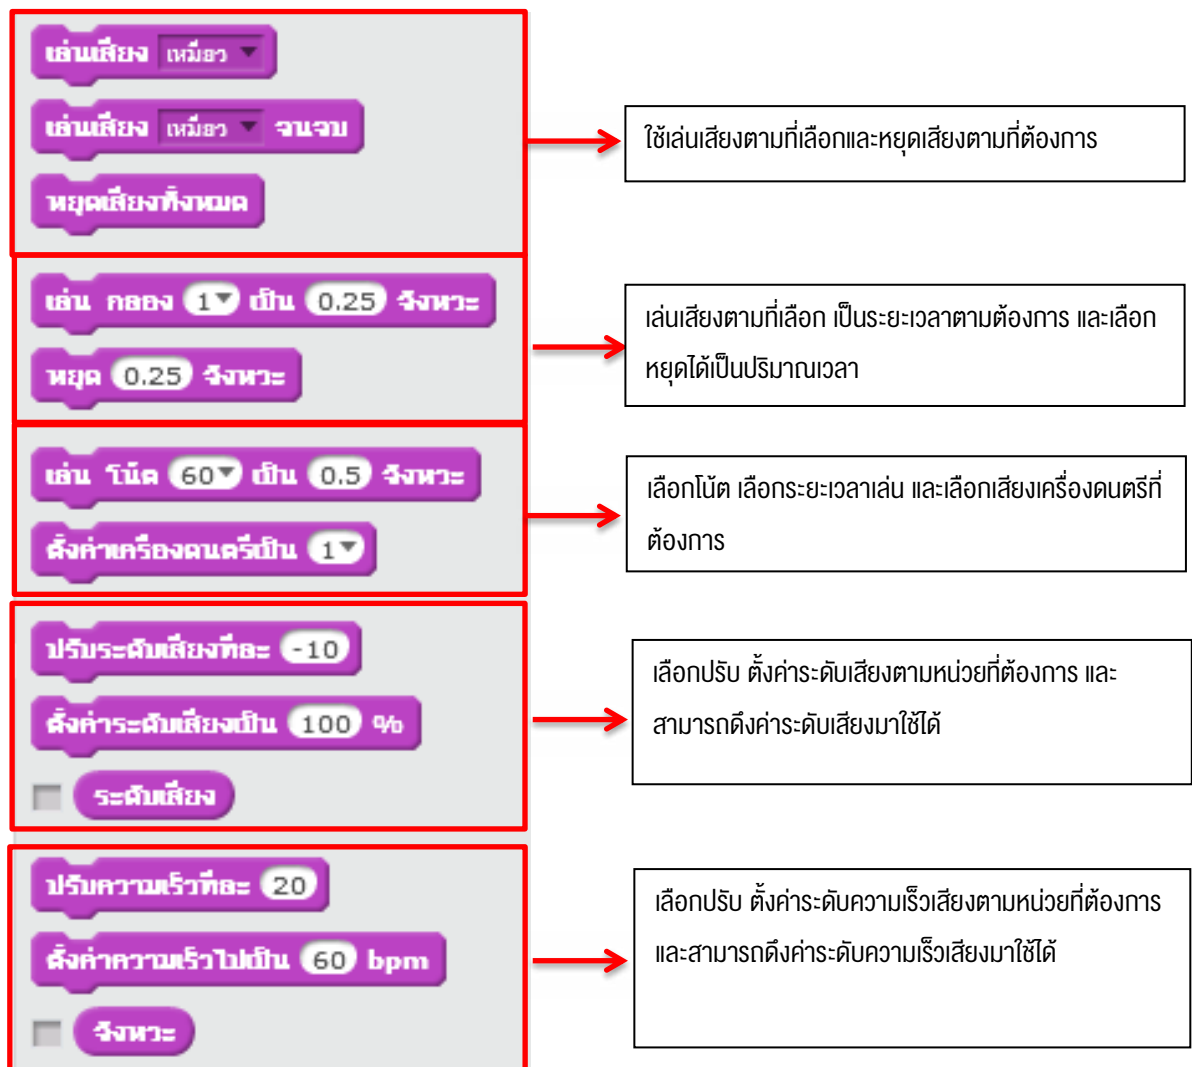 เล่นเสียง เหมียว
เล่นเสียง เหมียว จนจบ
หยุดเสียงทั้งหมด
ใช้เล่นเสียงตามที่เลือกและหยุดเสียงตามที่ต้องการ
เล่น กลอง 1 เป็น 0.25 จังหวะ
หยุด 0.25 จังหวะ
เล่นเสียงตามที่เลือก เป็นระยะเวลาตามต้องการ และเลือก
หยุดได้เป็นปริมาณเวลา
เล่น โน้ต 60 เป็น 0.5 จังหวะ
ตั้งค่าเครื่องดนตรีเป็น 1
เลือกโน้ต เลือกระยะเวลาเล่น และเลือกเสียงเครื่องดนตรีที่
ต้องการ
ปรับระดับเสียงทีละ -10
ตั้งค่าระดับเสียงเป็น 100 %
ระดับเสียง
เลือกปรับ ตั้งค่าระดับเสียงตามหน่วยที่ต้องการ และ
สามารถดึงค่าระดับเสียงมาใช้ได้
ปรับความเร็วทีละ 20
ตั้งค่าความเร็วไปเป็น 60 bpm
จังหวะ
เลือกปรับ ตั้งค่าระดับความเร็วเสียงตามหน่วยที่ต้องการ
และสามารถดึงค่าระดับความเร็วเสียงมาใช้ได้